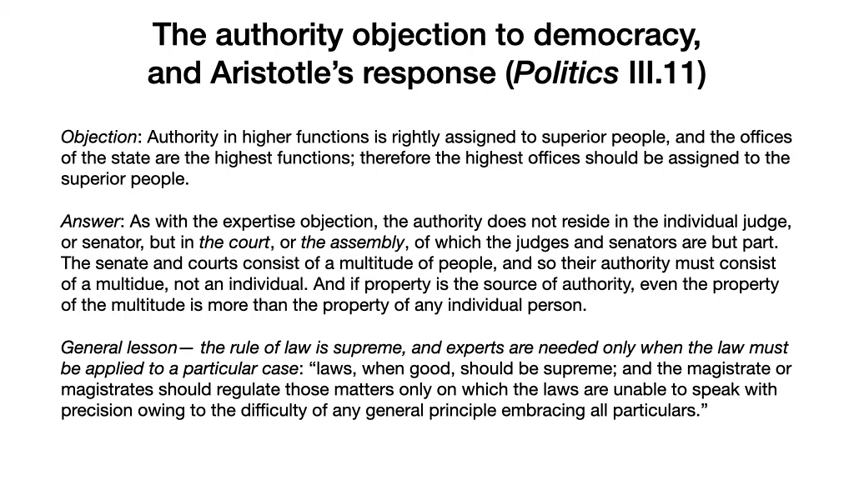 The authority objection to democracy,
and Aristotle’s response (Politics III.11)
Objection: Authority in higher functions is rightly assigned to superior people, and the offices
of the state are the highest functions; therefore the highest offices should be assigned to the
superior people.
Answer: As with the expertise objection, the authority does not reside in the individual judge,
or senator, but in the court, or the assembly, of which the judges and senators are but part.
The senate and courts consist of a multitude of people, and so their authority must consist
of a multidue, not an individual. And if property is the source of authority, even the property
of the multitude is more than the property of any individual person.
General lesson— the rule of law is supreme, and experts are needed only when the law must
be applied to a particular case: “laws, when good, should be supreme; and the magistrate or
magistrates should regulate those matters only on which the laws are unable to speak with
precision owing to the difficulty of any general principle embracing all particulars.”